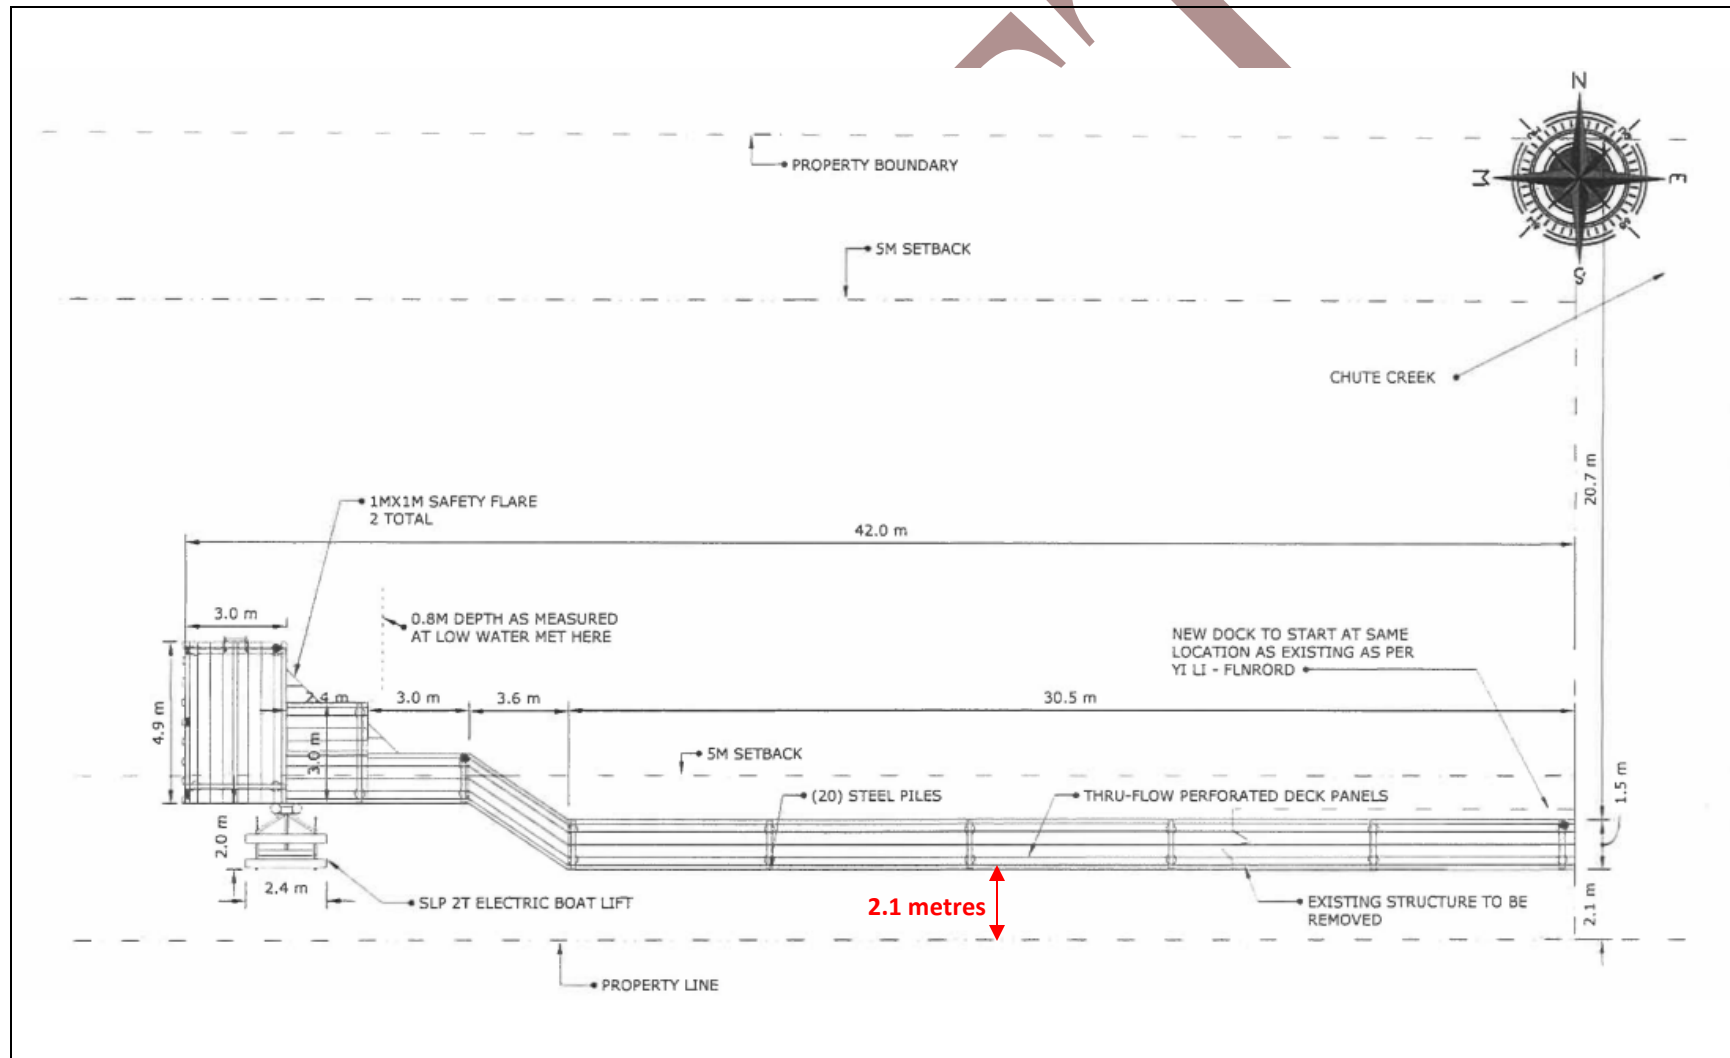 N
W
E
S
PROPERTY BOUNDARY
5M SETBACK
CHUTE CREEK
20.7 m
1MX1M SAFETY FLARE
2 TOTAL
42.0 m
3.0 m
0.8M DEPTH AS MEASURED
AT LOW WATER MET HERE
NEW DOCK TO START AT SAME
LOCATION AS EXISTING AS PER
YI LI - FLNRORD
2.4 m
3.0 m
3.6 m
30.5 m
4.9 m
3.0 m
5M SETBACK
1.5 m
(20) STEEL PILES
THRU-FLOW PERFORATED DECK PANELS
2.0 m
2.4 m
SLP 2T ELECTRIC BOAT LIFT
2.1 metres
EXISTING STRUCTURE TO BE
REMOVED
2.1 m
PROPERTY LINE